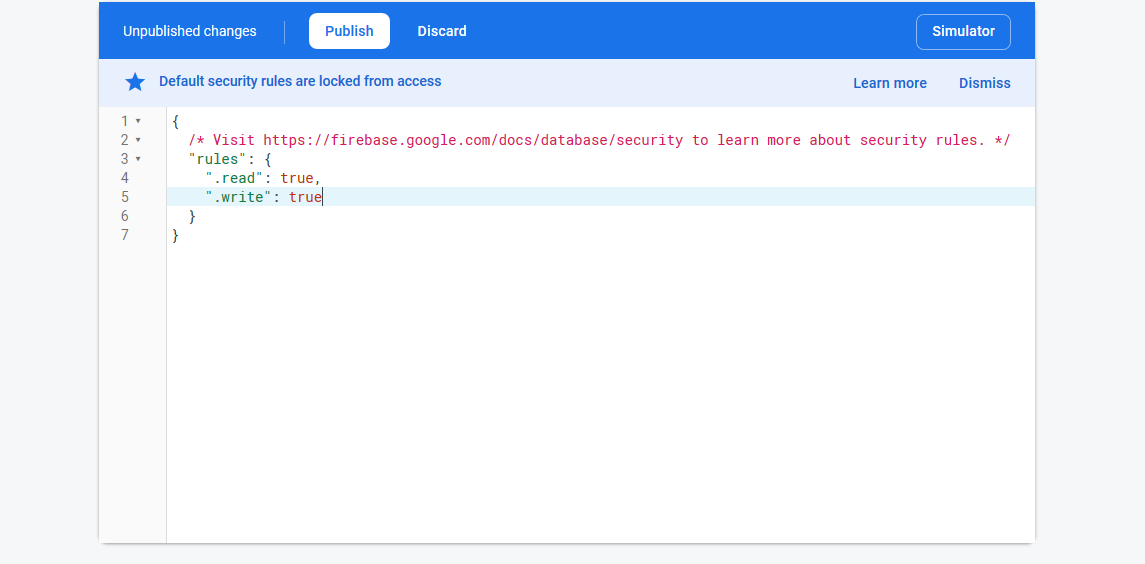 Unpublished changes Publish Discard Simulator
Default security rules are locked from access Learn more Dismiss
1 {
2 /* Visit https://firebase.google.com/docs/database/security to learn more about security rules. */
3 "rules": {
4 ".read": true,
5 ".write": true
6 }
7 }